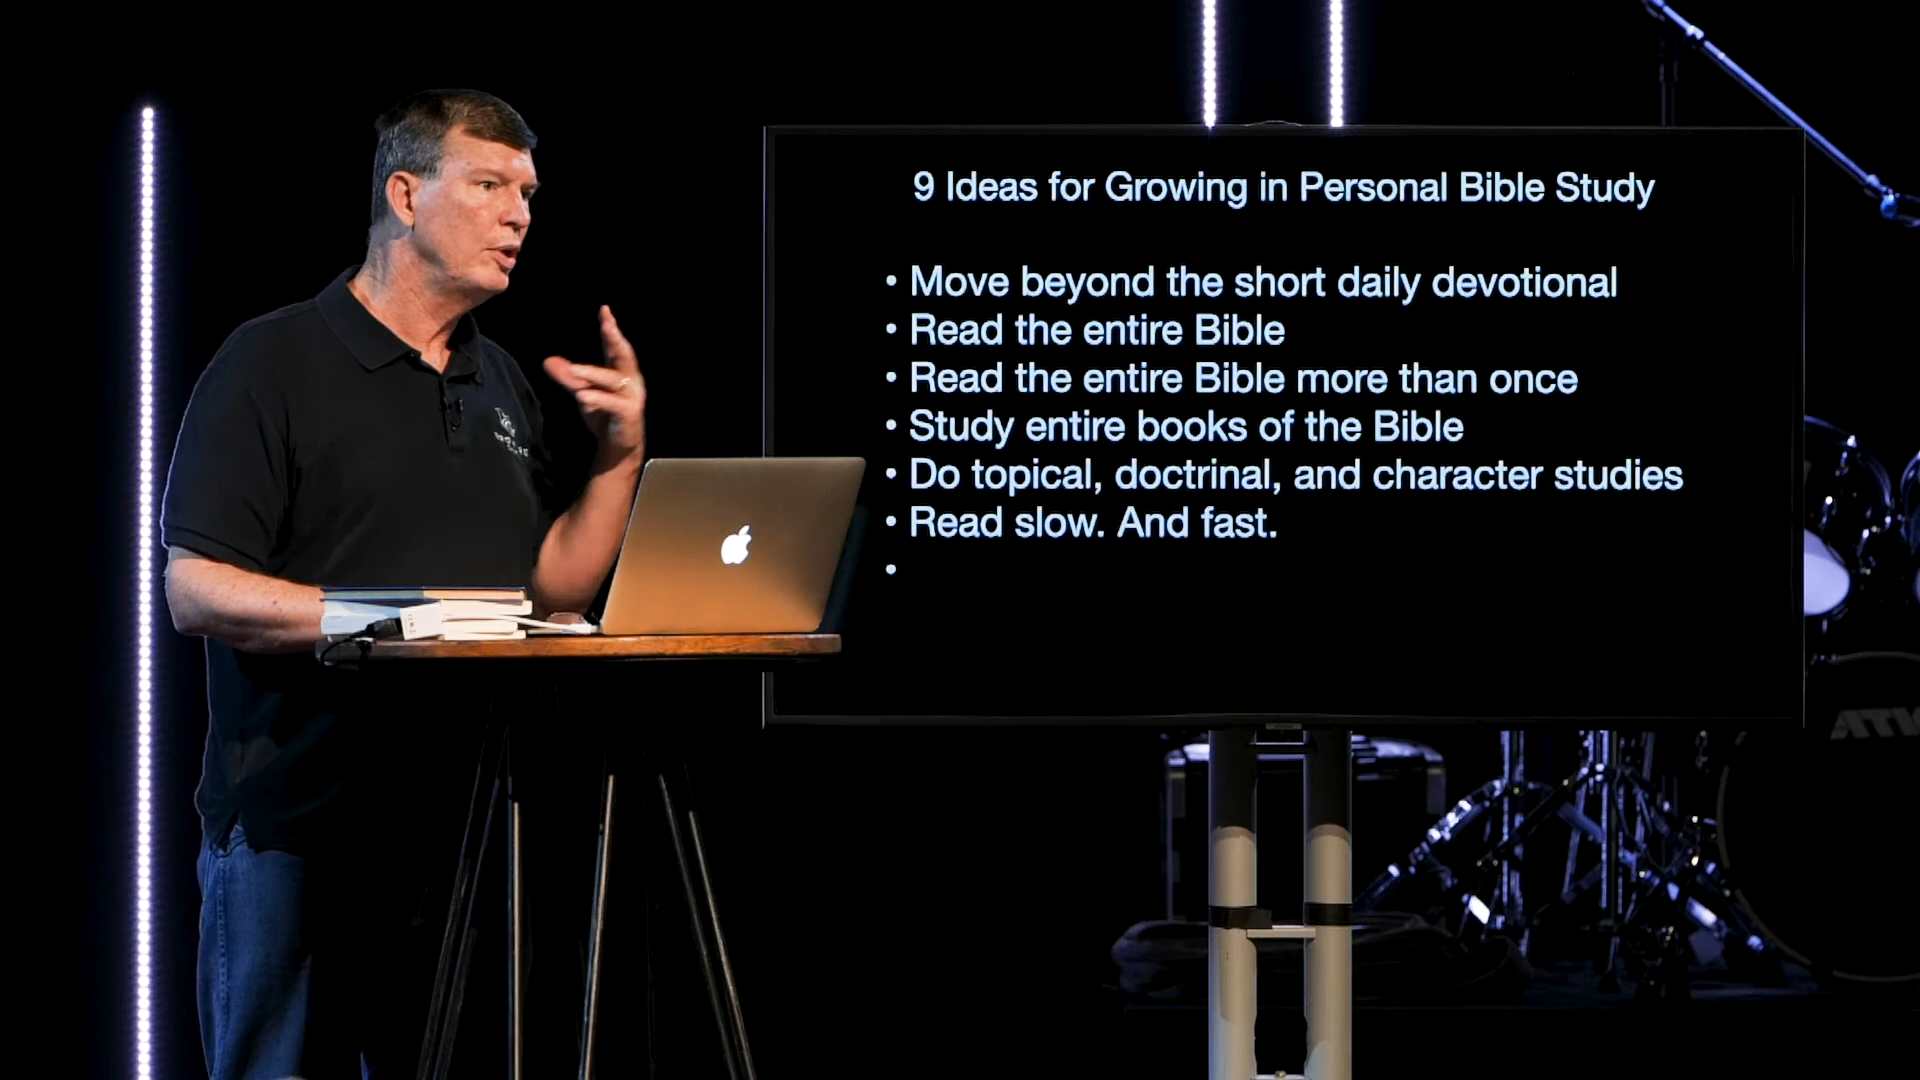 9 Ideas for Growing in Personal Bible Study
• Move beyond the short daily devotional
• Read the entire Bible
• Read the entire Bible more than once
• Study entire books of the Bible
• Do topical, doctrinal, and character studies
• Read slow. And fast.
•